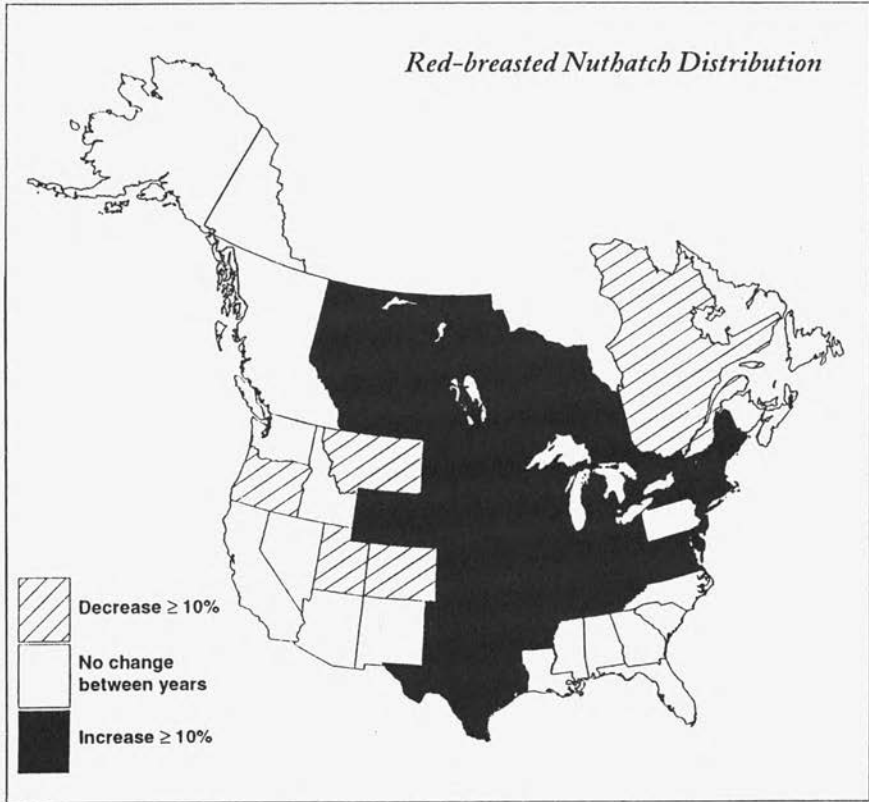 Red-breasted Nuthatch Distribution
Decrease ≥ 10%
No change
between years
Increase ≥ 10%